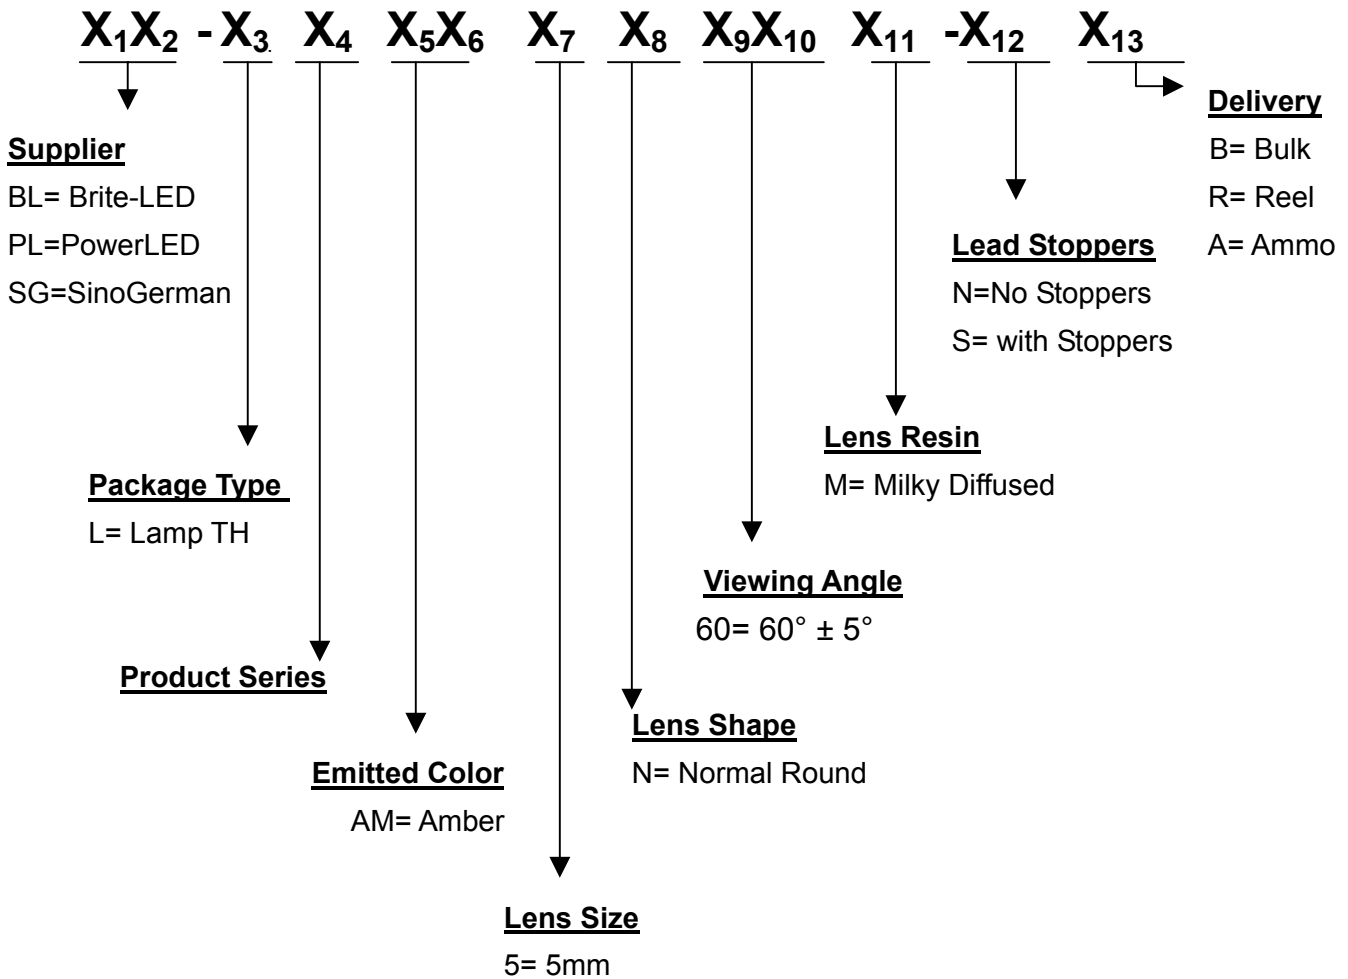 X₁X₂ - X₃ X₄ X₅X₆ X₇ X₈ X₉X₁₀ X₁₁ -X₁₂ X₁₃
Supplier
BL= Brite-LED
PL=PowerLED
SG=SinoGerman
Delivery
B= Bulk
R= Reel
A= Ammo
Lead Stoppers
N=No Stoppers
S= with Stoppers
Lens Resin
M= Milky Diffused
Package Type
L= Lamp TH
Viewing Angle
60= 60° ± 5°
Product Series
Lens Shape
N= Normal Round
Emitted Color
AM= Amber
Lens Size
5= 5mm